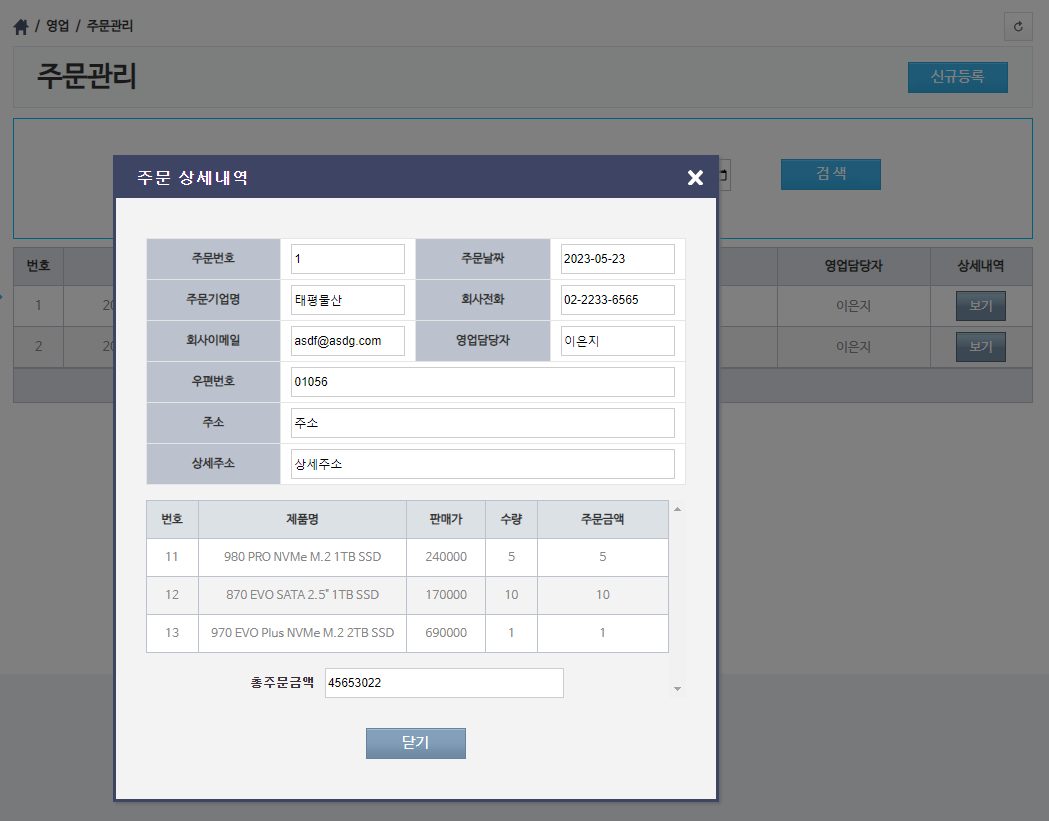 / 영업 / 주문관리
주문관리
신규등록
검색
번호 영업담당자 상세내역
1 20 이은지 보기
2 20 이은지 보기
주문 상세내역
주문번호 1 주문날짜 2023-05-23
주문기업명 태평물산 회사전화 02-2233-6565
회사이메일 asdf@asdg.com 영업담당자 이은지
우편번호 01056
주소 주소
상세주소 상세주소
번호 제품명 판매가 수량 주문금액
11 980 PRO NVMe M.2 1TB SSD 240000 5 5
12 870 EVO SATA 2.5" 1TB SSD 170000 10 10
13 970 EVO Plus NVMe M.2 2TB SSD 690000 1 1
총주문금액 45653022
닫기